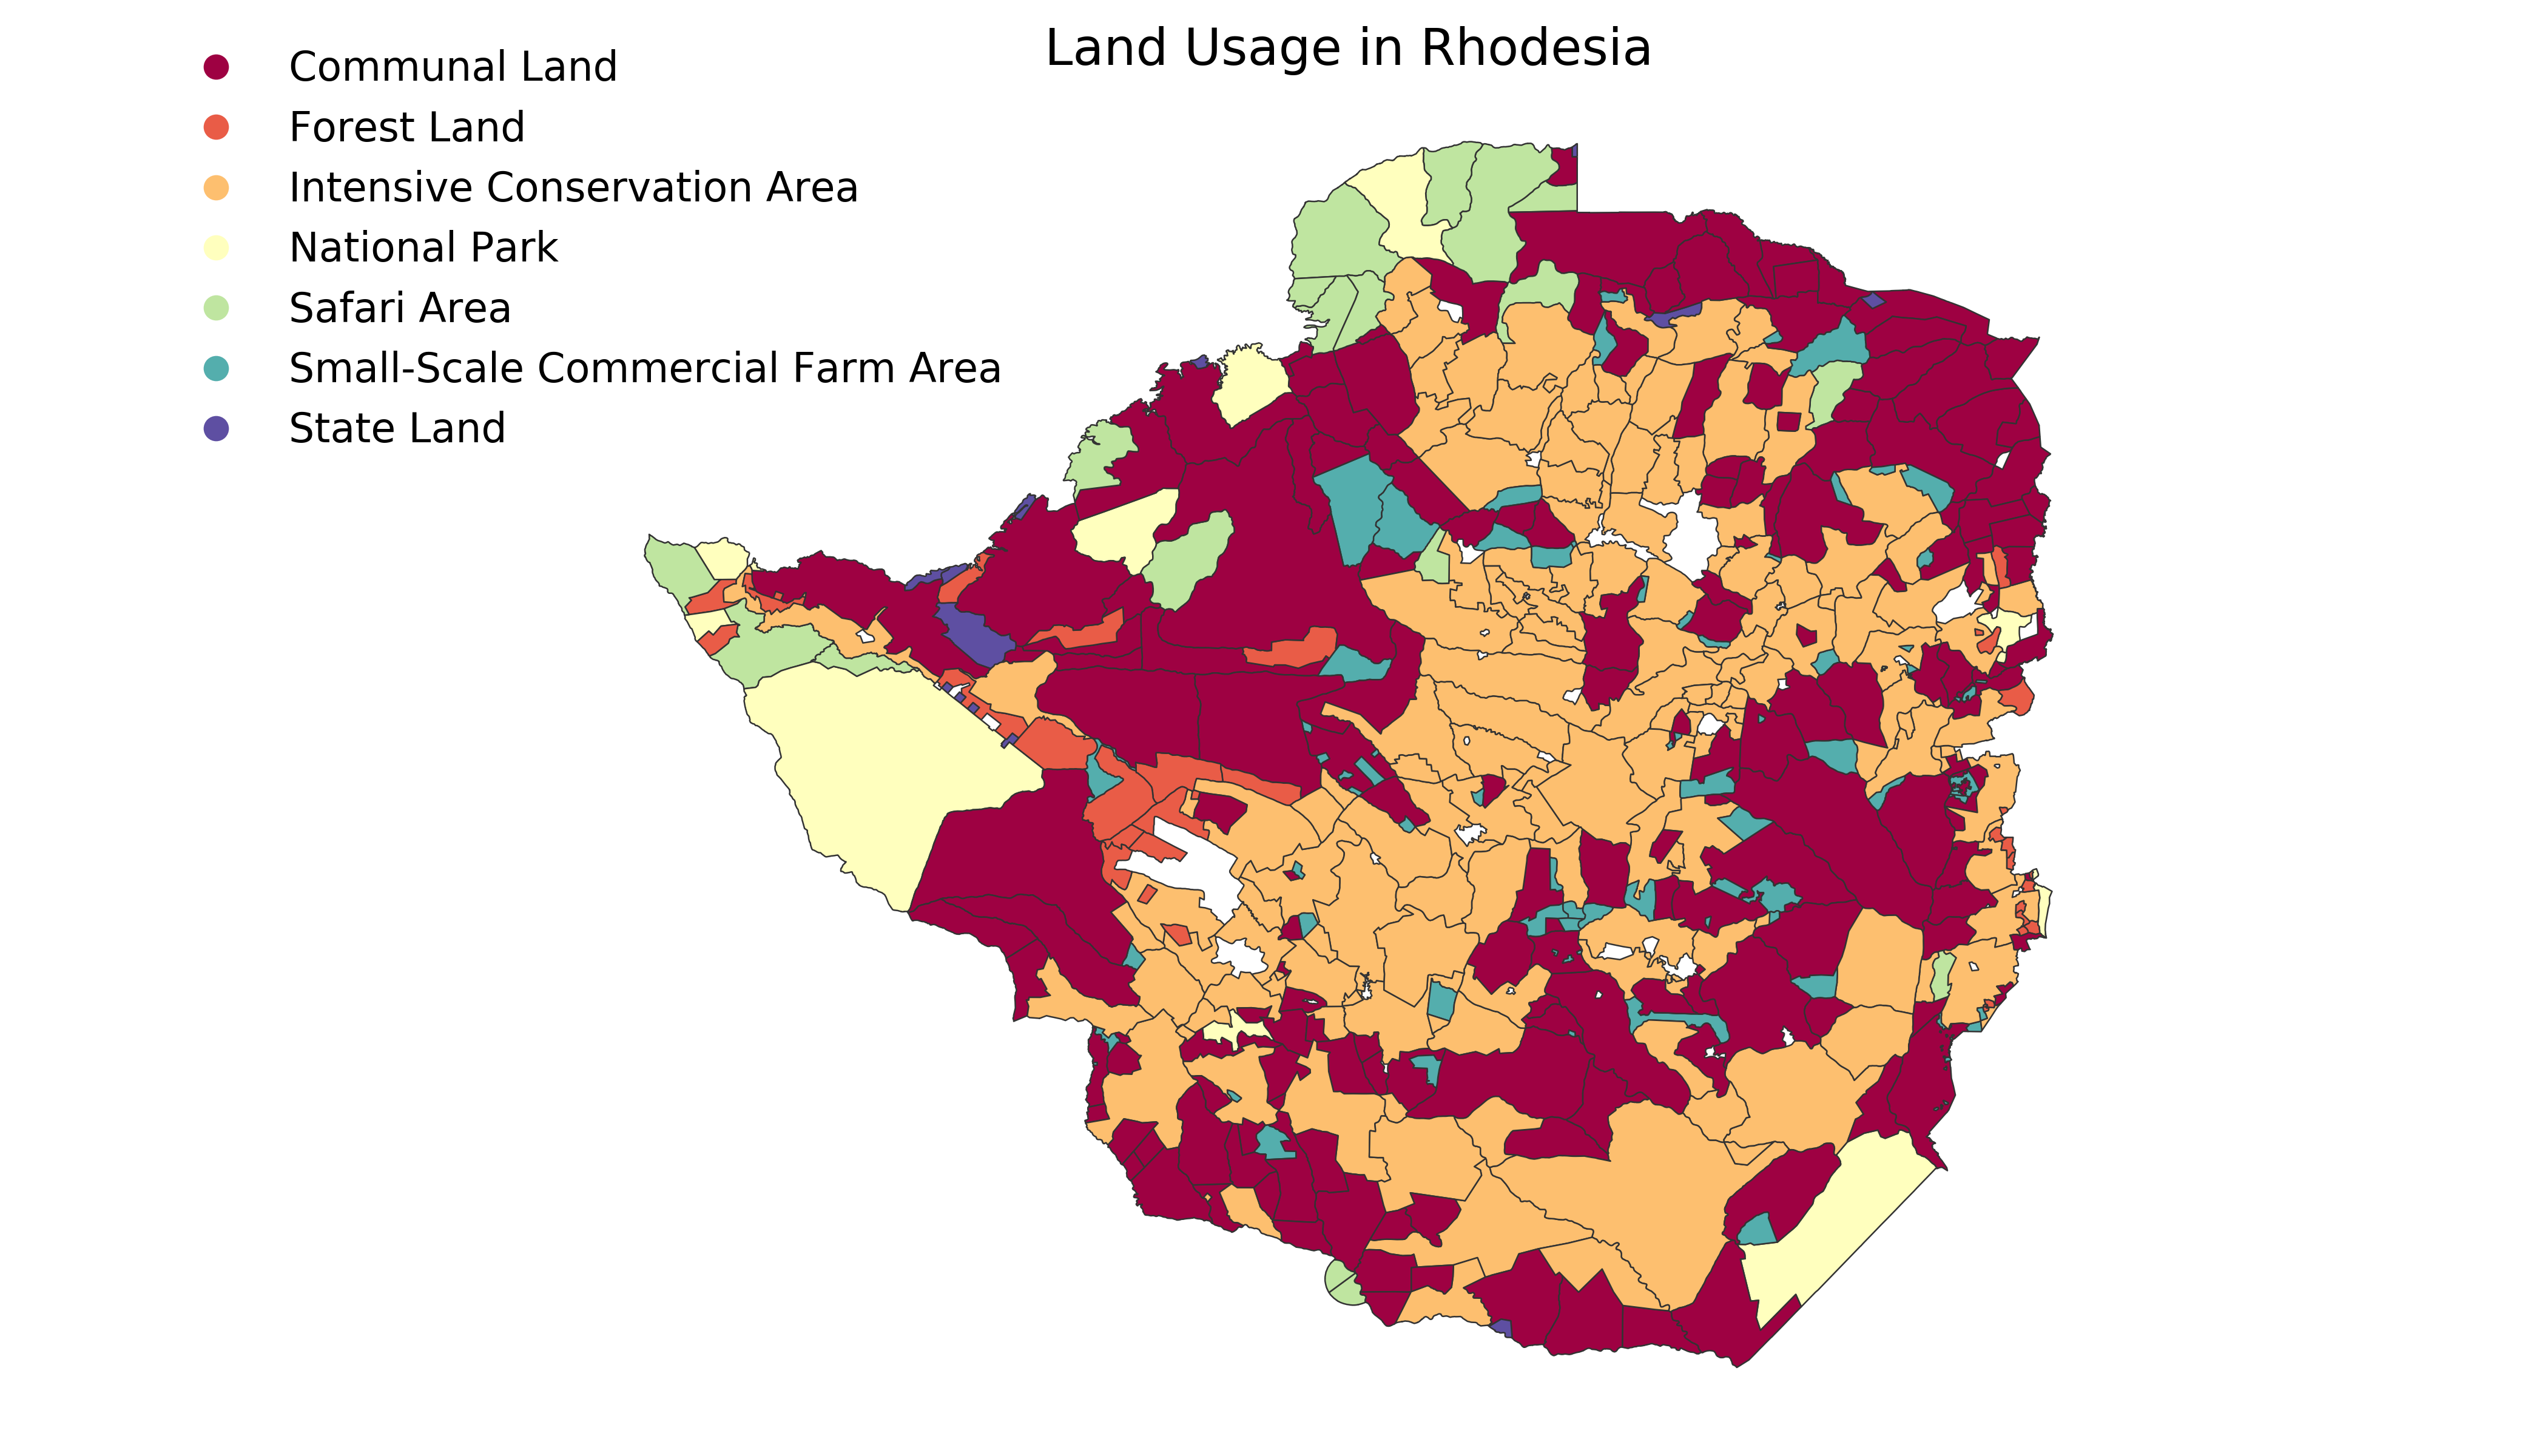 Land Usage in Rhodesia
Communal Land
Forest Land
Intensive Conservation Area
National Park
Safari Area
Small-Scale Commercial Farm Area
State Land